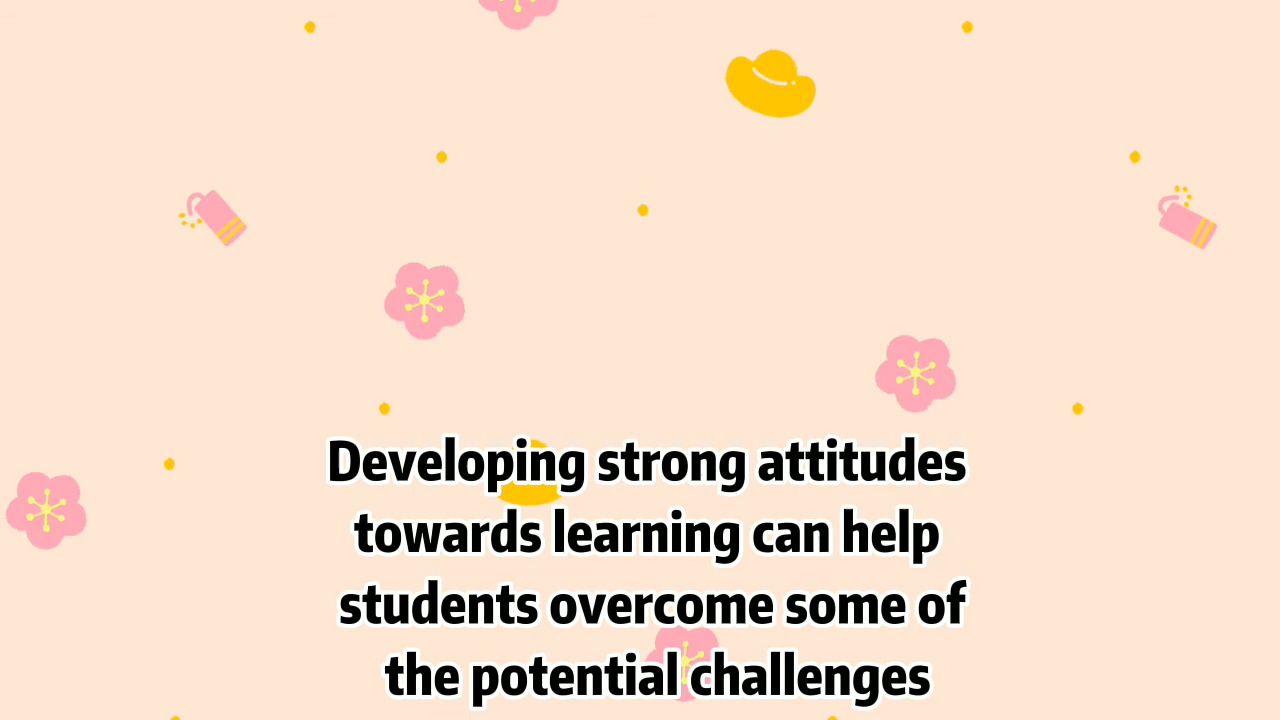 Developing strong attitudes
towards learning can help
students overcome some of
the potential challenges